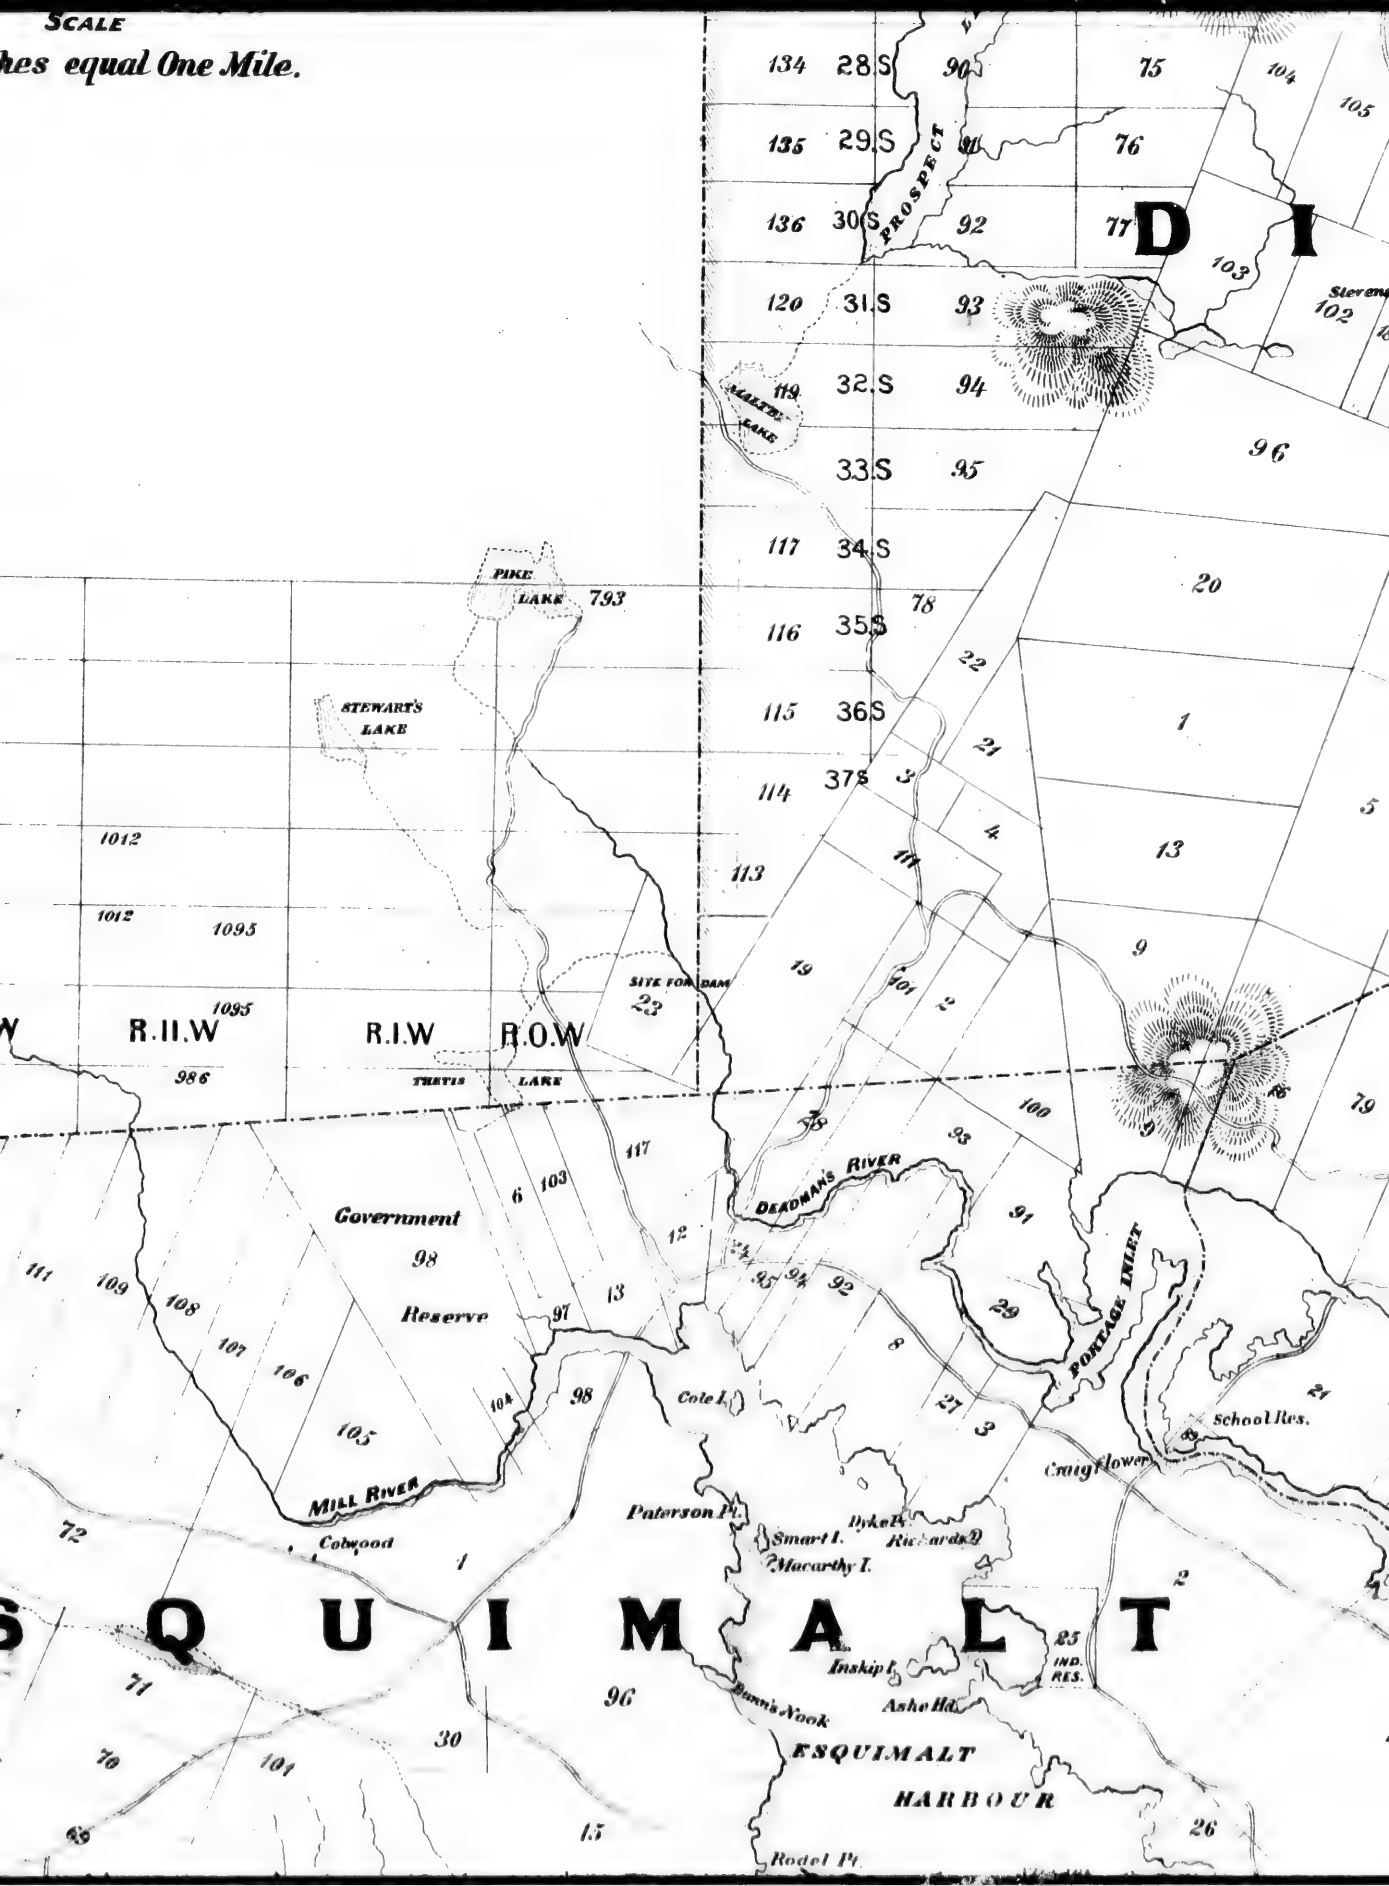 SCALE
hes equal One Mile.
134 28.S 90 75 104
105
135 29.S 91 76
PROSPECT
136 30.S 92 77 D I
103
120 31.S 93 Stevens
102
119 32.S 94
MALTBY
LAKE
33.S 95 96
117 34.S
PIKE
LAKE 793 78 20
116 35.S
22
STEWART'S
LAKE
115 36S 1
21
114 37S 3 5
4
1012 13
111
113
1012 1095 9
19
SITE FOR DAM 101 2
23
1095
W R.II.W R.I.W R.O.W
986 THETIS LAKE
100 79
78
93
117
DEADMAN'S RIVER
6 103
Government
91
12
98
24
PORTAGE INLET
111 109 95 94 92
108 13
Reserve 97 29
107 8
106
98 104 Cole I. 27 21
105 3 School Res.
Craigflower
MILL RIVER
Paterson Pt.
72 Dyke Pt.
Colwood Smart I. Richards I.
Macarthy I.
1 2
S Q U I M A L T
25
IND.
RES.
Inskip I.
71 96 Dunn's Nook Ashe Hd.
30
ESQUIMALT
70 101
HARBOUR
69 15 26
Rodel Pt.